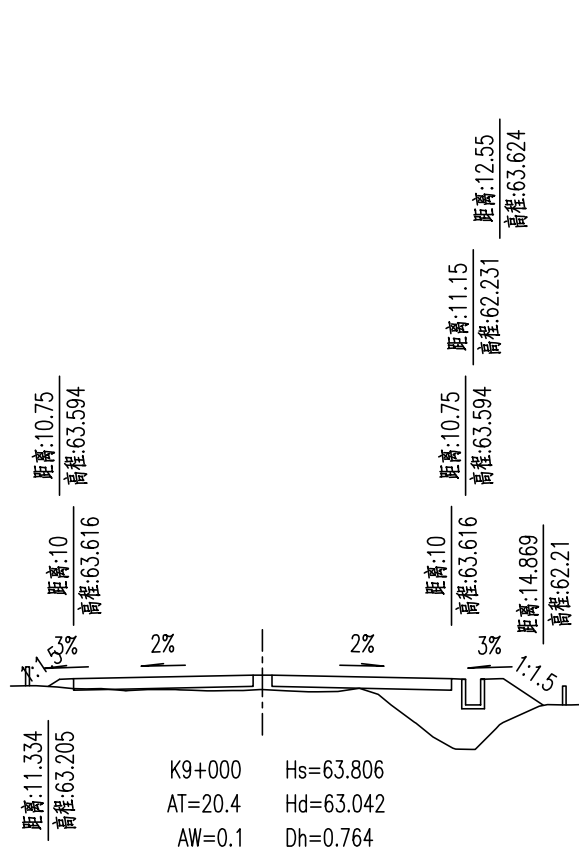 距离:12.55
高程:63.624
距离:11.15
高程:62.231
距离:10.75
高程:63.594
距离:10.75
高程:63.594
距离:10
高程:63.616
距离:10
高程:63.616
距离:14.869
高程:62.21
1:1.5
3%
2%
2%
3%
1:1.5
距离:11.334
高程:63.205
K9+000 Hs=63.806
AT=20.4 Hd=63.042
AW=0.1 Dh=0.764